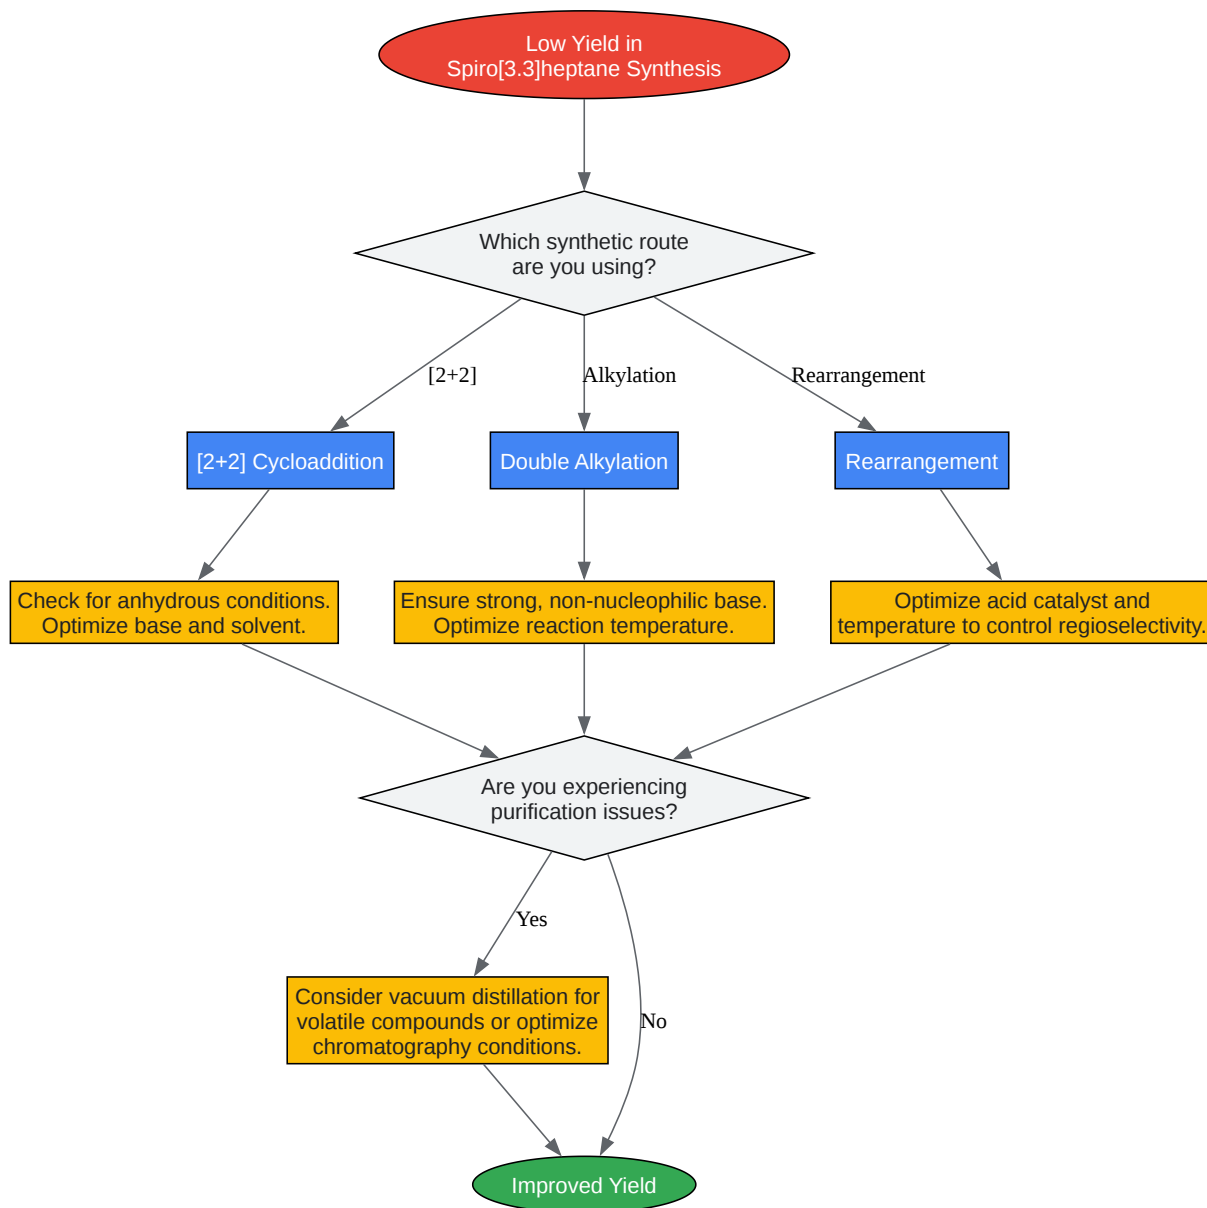 Low Yield in
Spiro[3.3]heptane Synthesis
Which synthetic route
are you using?
[2+2]
Alkylation
Rearrangement
[2+2] Cycloaddition
Double Alkylation
Rearrangement
Check for anhydrous conditions.
Optimize base and solvent.
Ensure strong, non-nucleophilic base.
Optimize reaction temperature.
Optimize acid catalyst and
temperature to control regioselectivity.
Are you experiencing
purification issues?
Yes
Consider vacuum distillation for
volatile compounds or optimize
chromatography conditions.
No
Improved Yield